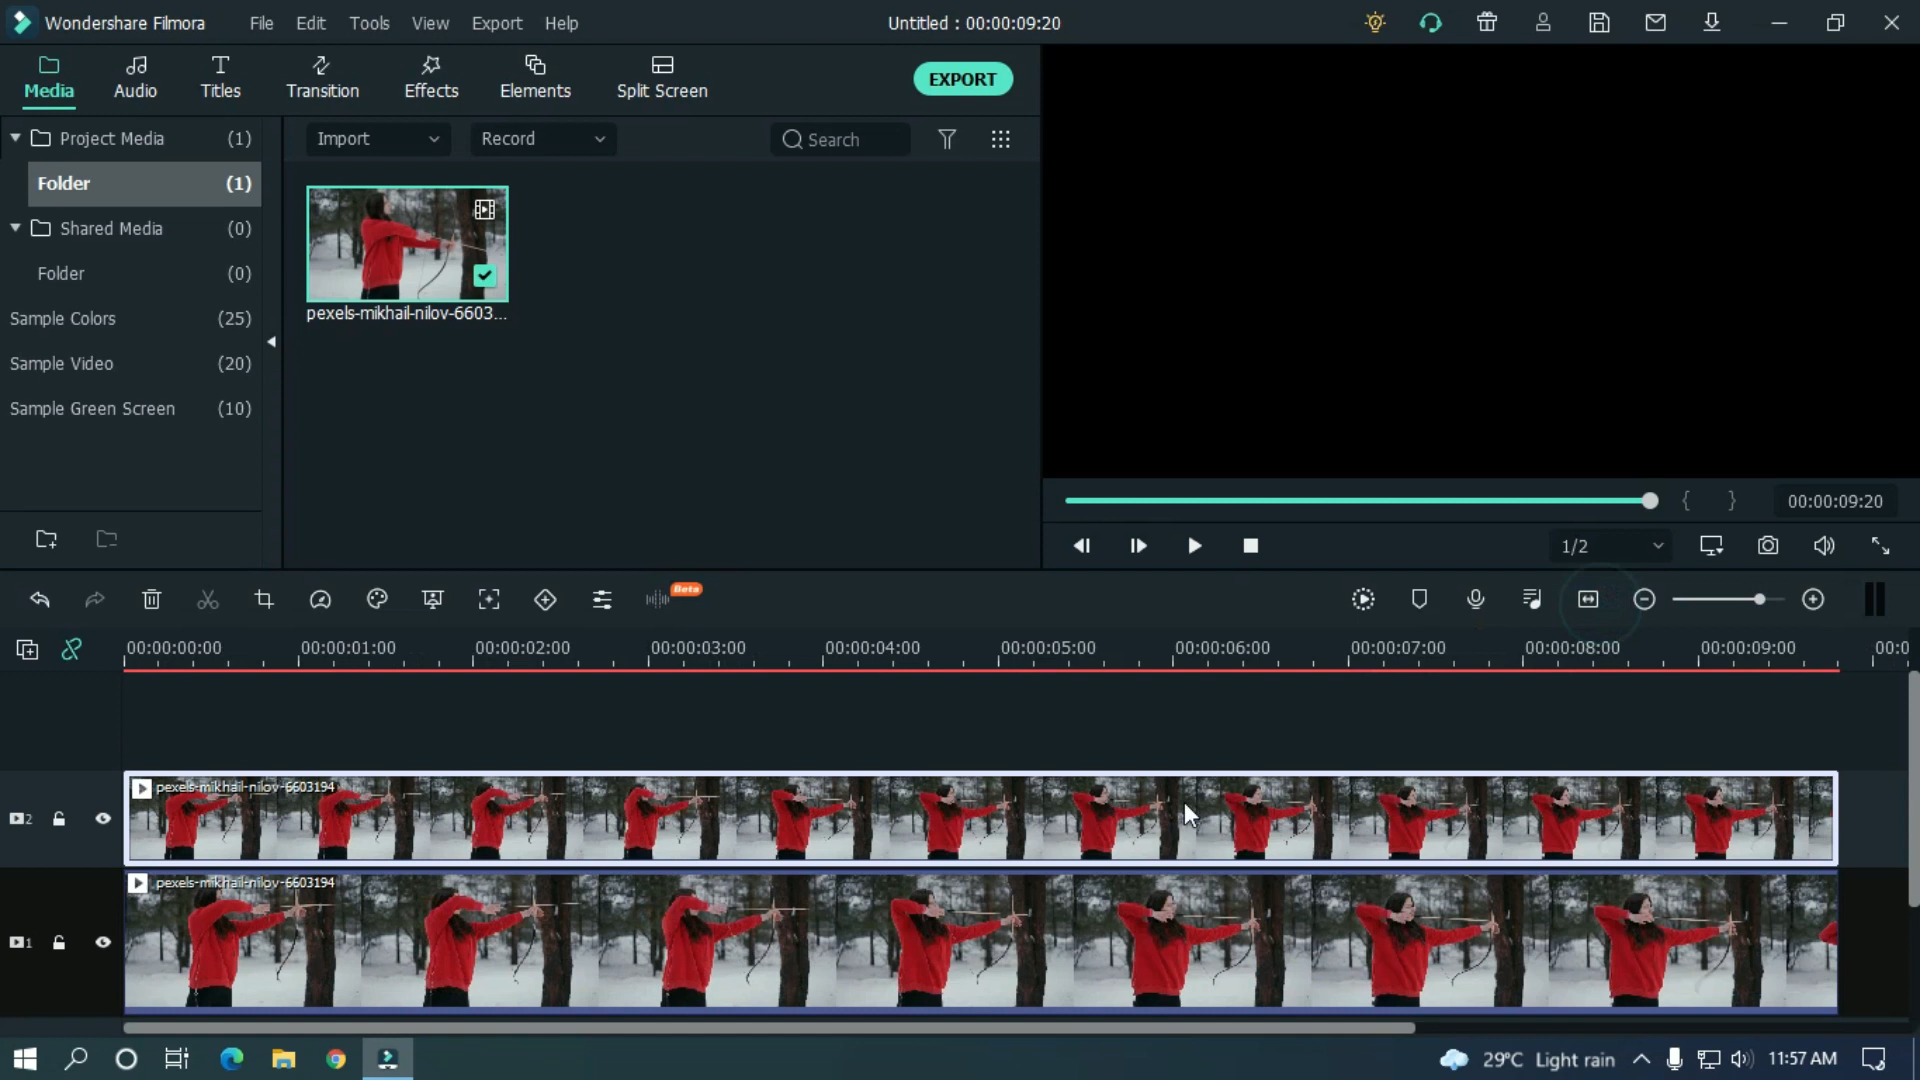 Wondershare Filmora File Edit Tools View Export Help Untitled : 00:00:09:20
Media Audio Titles Transition Effects Elements Split Screen EXPORT
Project Media (1) Import Record Search
Folder (1)
Shared Media (0)
Folder (0)
Sample Colors (25)
pexels-mikhail-nilov-6603...
Sample Video (20)
Sample Green Screen (10)
{ } 00:00:09:20
1/2
Beta
00:00:00:00 00:00:01:00 00:00:02:00 00:00:03:00 00:00:04:00 00:00:05:00 00:00:06:00 00:00:07:00 00:00:08:00 00:00:09:00 00:0
pexels-mikhail-nilov-6603194
2
pexels-mikhail-nilov-6603194
1
29°C Light rain 11:57 AM